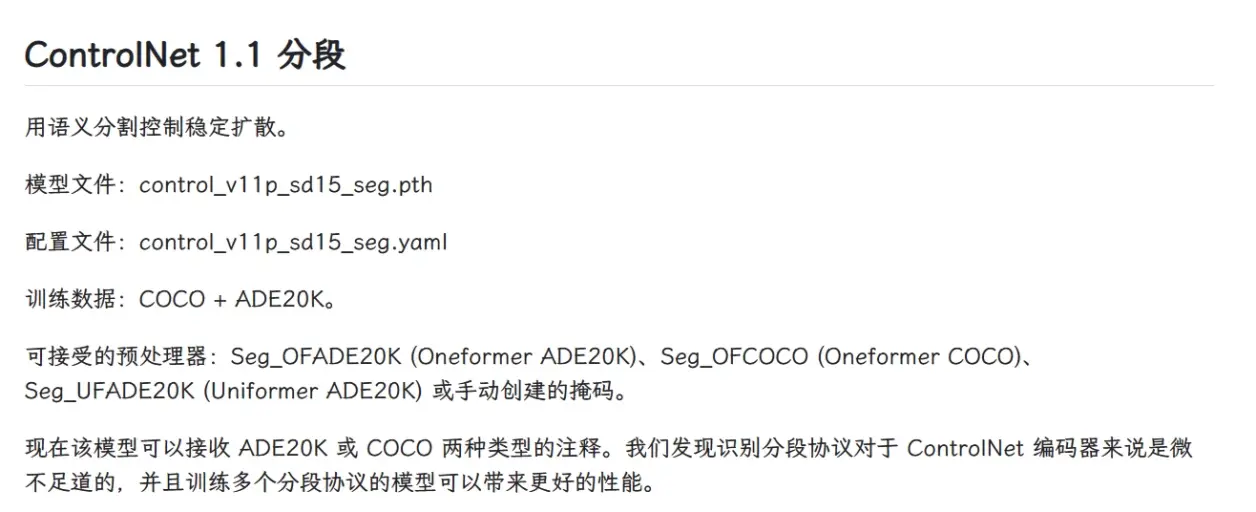 ControlNet 1.1 分段
用语义分割控制稳定扩散。
模型文件：control_v11p_sd15_seg.pth
配置文件：control_v11p_sd15_seg.yaml
训练数据：COCO + ADE20K。
可接受的预处理器：Seg_OFADE20K (Oneformer ADE20K)、Seg_OFCOCO (Oneformer COCO)、
Seg_UFADE20K (Uniformer ADE20K) 或手动创建的掩码。
现在该模型可以接收 ADE20K 或 COCO 两种类型的注释。我们发现识别分段协议对于 ControlNet 编码器来说是微
不足道的，并且训练多个分段协议的模型可以带来更好的性能。